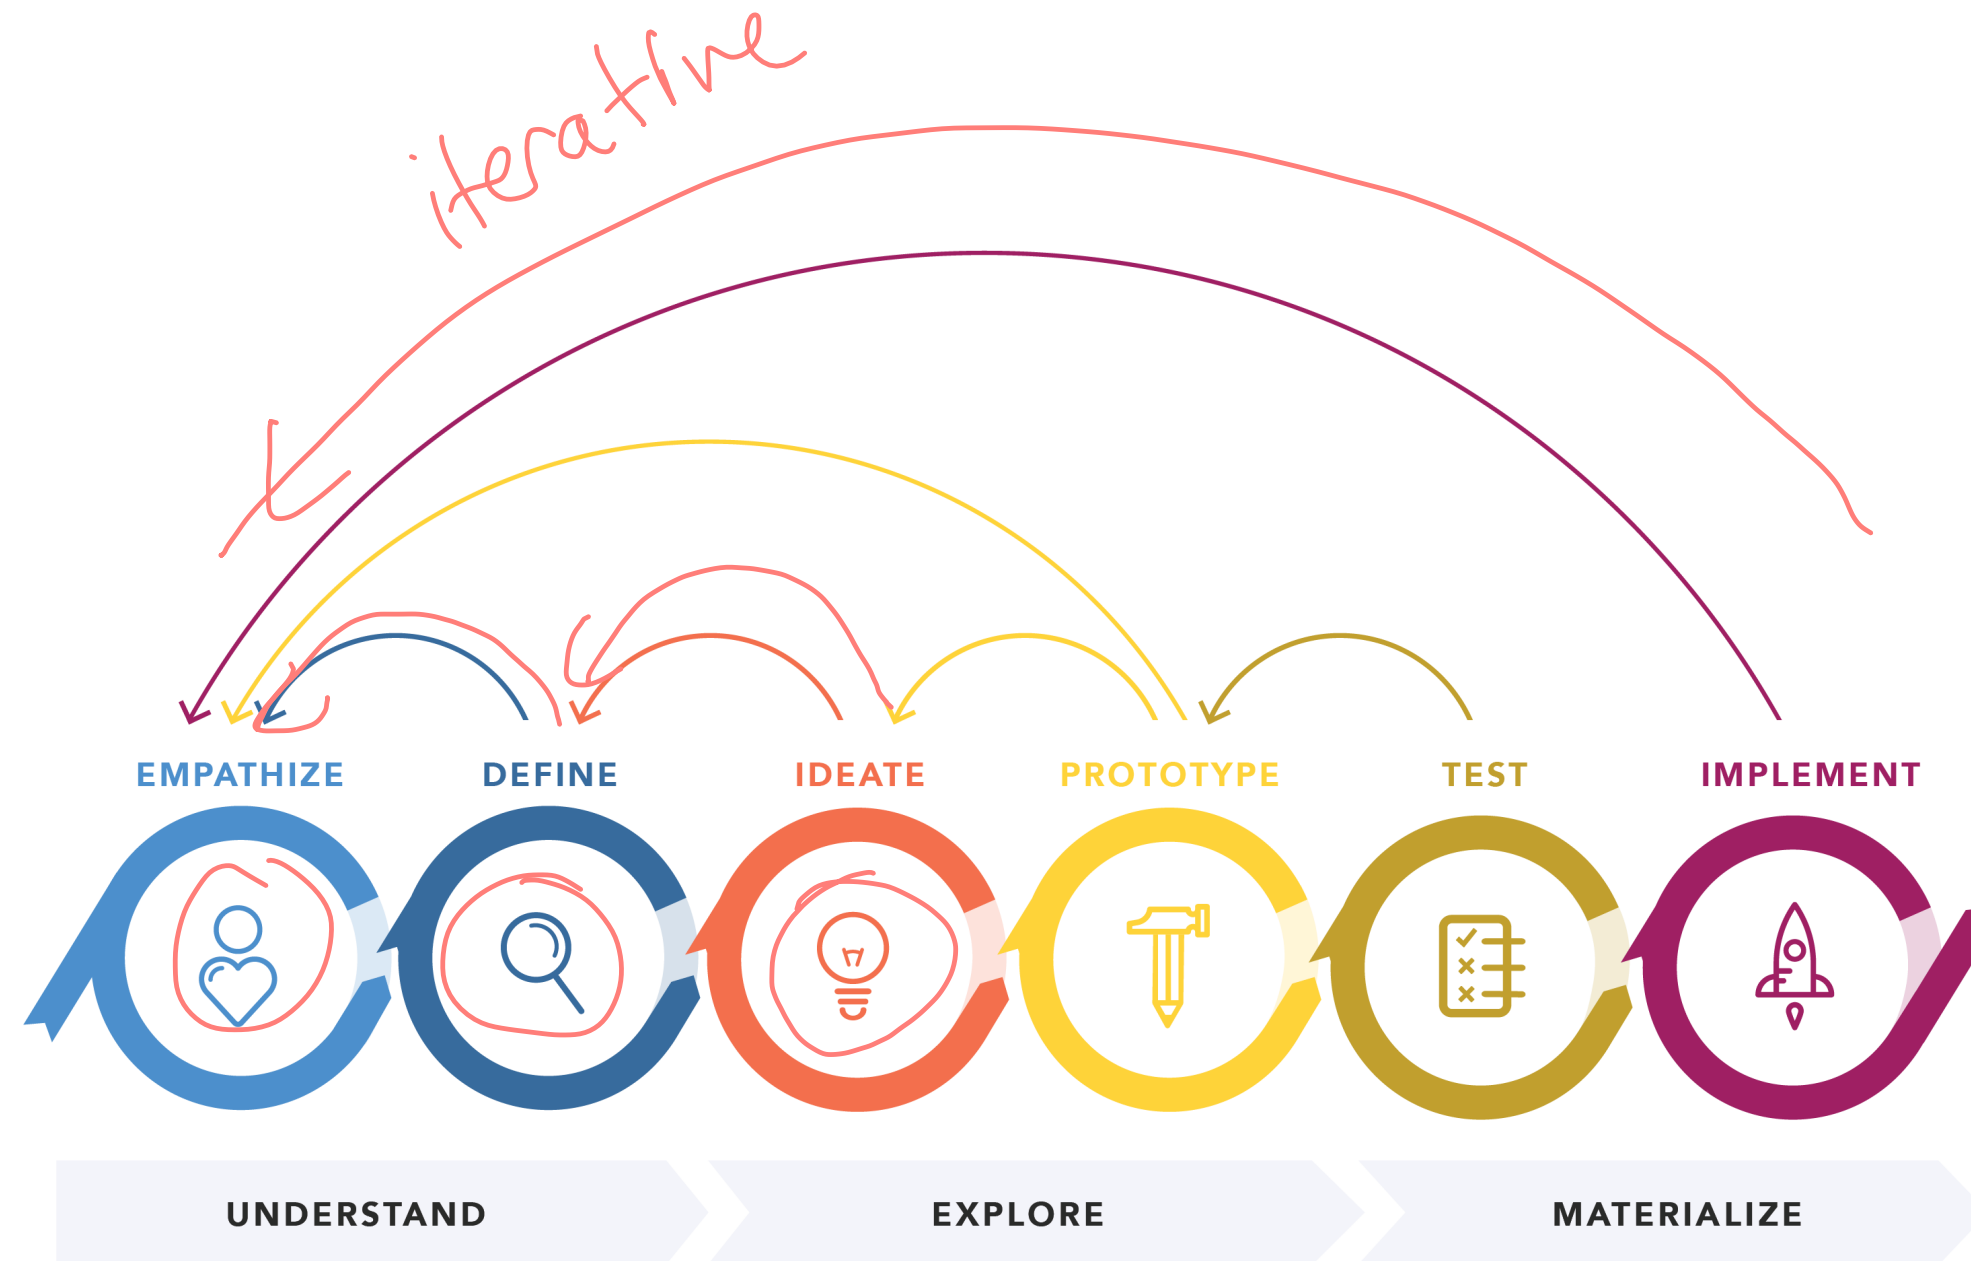 iterative
EMPATHIZE
DEFINE
IDEATE
PROTOTYPE
TEST
IMPLEMENT
UNDERSTAND
EXPLORE
MATERIALIZE